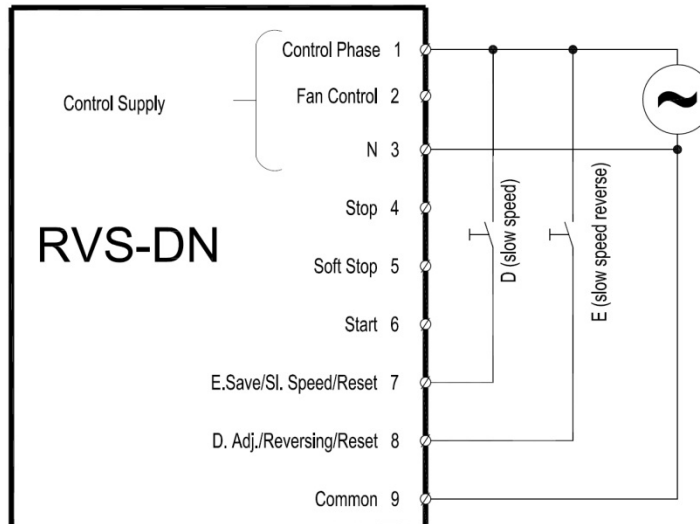 Control Phase 1
Control Supply
Fan Control 2
N 3
Stop 4
RVS-DN
Soft Stop 5
Start 6
E.Save/Sl. Speed/Reset 7
D. Adj./Reversing/Reset 8
Common 9
D (slow speed)
E (slow speed reverse)